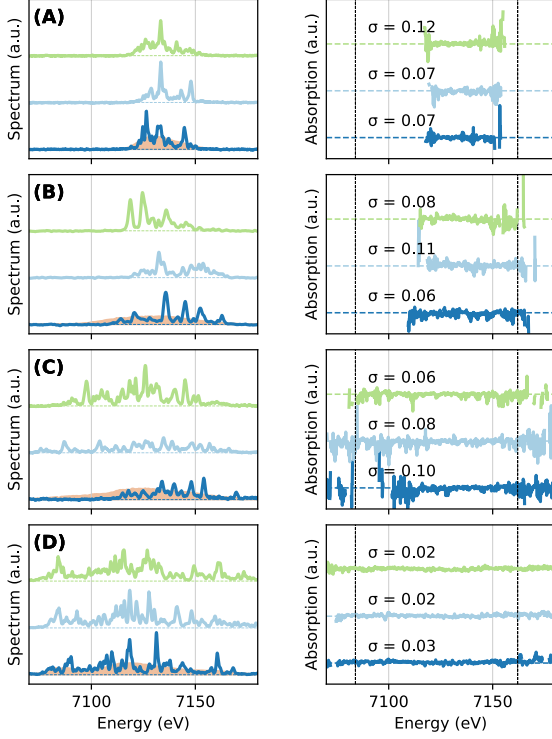 (A)
Spectrum (a.u.)
Absorption (a.u.)
σ = 0.12
σ = 0.07
σ = 0.07
(B)
Spectrum (a.u.)
Absorption (a.u.)
σ = 0.08
σ = 0.11
σ = 0.06
(C)
Spectrum (a.u.)
Absorption (a.u.)
σ = 0.06
σ = 0.08
σ = 0.10
(D)
Spectrum (a.u.)
Absorption (a.u.)
σ = 0.02
σ = 0.02
σ = 0.03
7100 7150
7100 7150
Energy (eV)
Energy (eV)